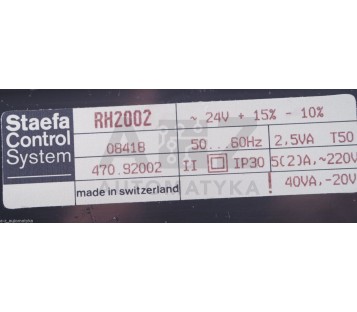 Staefa
Control
System
RH2002
~ 24V + 15% - 10%
08418
50...60Hz
2,5VA T50
470.92002
II
IP30
5(2)A,~220V
made in switzerland
! 40VA,-20V
AUTOMATYKA